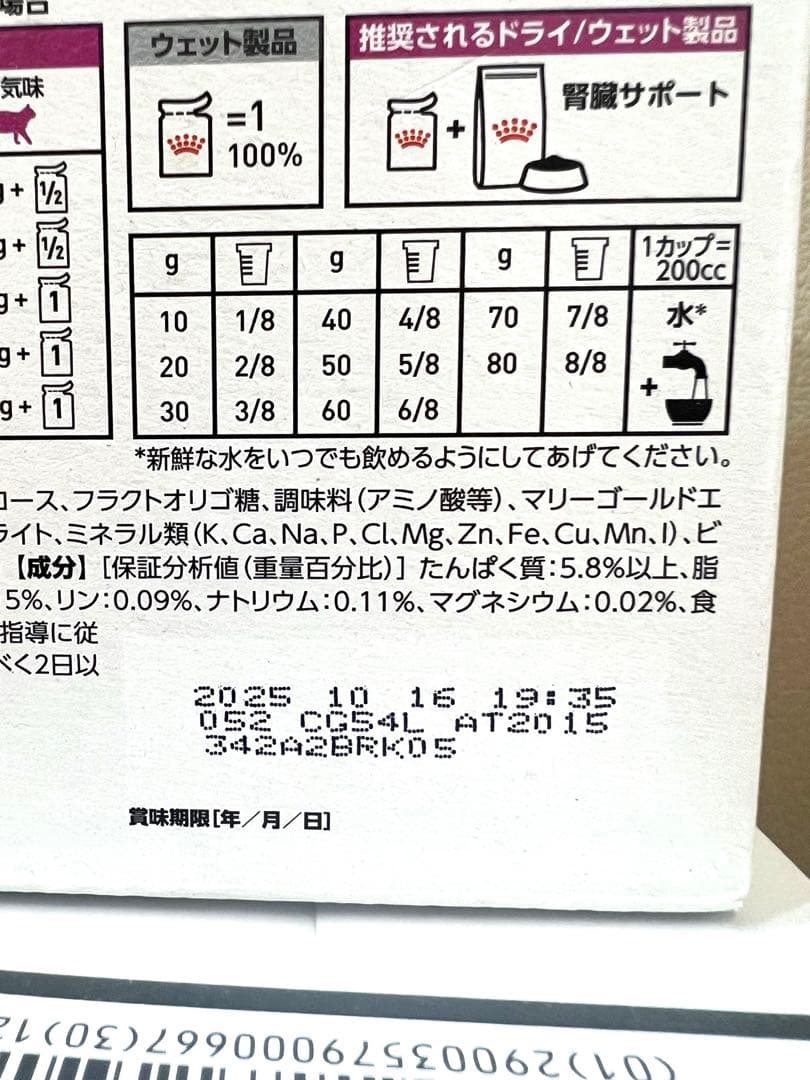 場合
ウェット製品
推奨されるドライ/ウェット製品
気味
=1
100%
+
腎臓サポート
g + 1/2
g + 1/2
g + 1
g + 1
g + 1
g g g 1カップ=
200cc
10 1/8 40 4/8 70 7/8 水*
20 2/8 50 5/8 80 8/8 +
30 3/8 60 6/8
*新鮮な水をいつでも飲めるようにしてあげてください。
ロース、フラクトオリゴ糖、調味料(アミノ酸等)、マリーゴールドエ
ライト、ミネラル類(K、Ca、Na、P、Cl、Mg、Zn、Fe、Cu、Mn、I)、ビ
【成分】[保証分析値(重量百分比)]たんぱく質:5.8%以上、脂
5%、リン:0.09%、ナトリウム:0.11%、マグネシウム:0.02%、食
指導に従
べく2日以
2025 10 16 19:35
052 CG54L AT2015
342A2BRK05
賞味期限[年/月/日]
(01)29003579000667(30)12